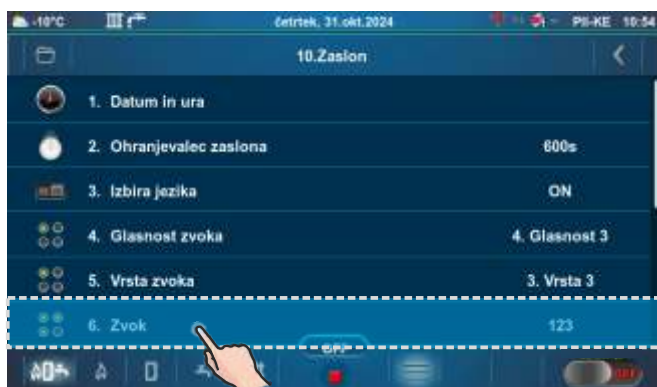 -10°C četrtek, 31.okt.2024 PII-KE 10:54
10.Zaslon
1. Datum in ura
2. Ohranjevalec zaslona 600s
3. Izbira jezika ON
4. Glasnost zvoka 4. Glasnost 3
5. Vrsta zvoka 3. Vrsta 3
6. Zvok 123
OFF
OFF